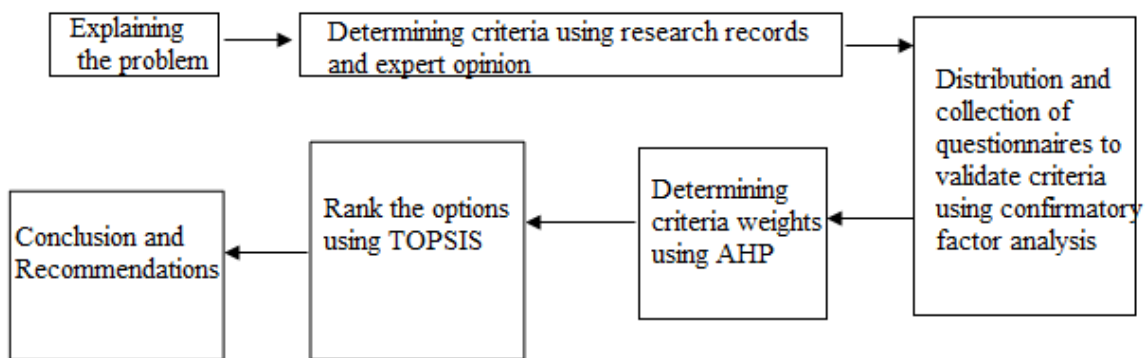 Explaining
the problem
Determining criteria using research records
and expert opinion
Distribution and
collection of
questionnaires to
validate criteria
using confirmatory
factor analysis
Determining
criteria weights
using AHP
Rank the options
using TOPSIS
Conclusion and
Recommendations